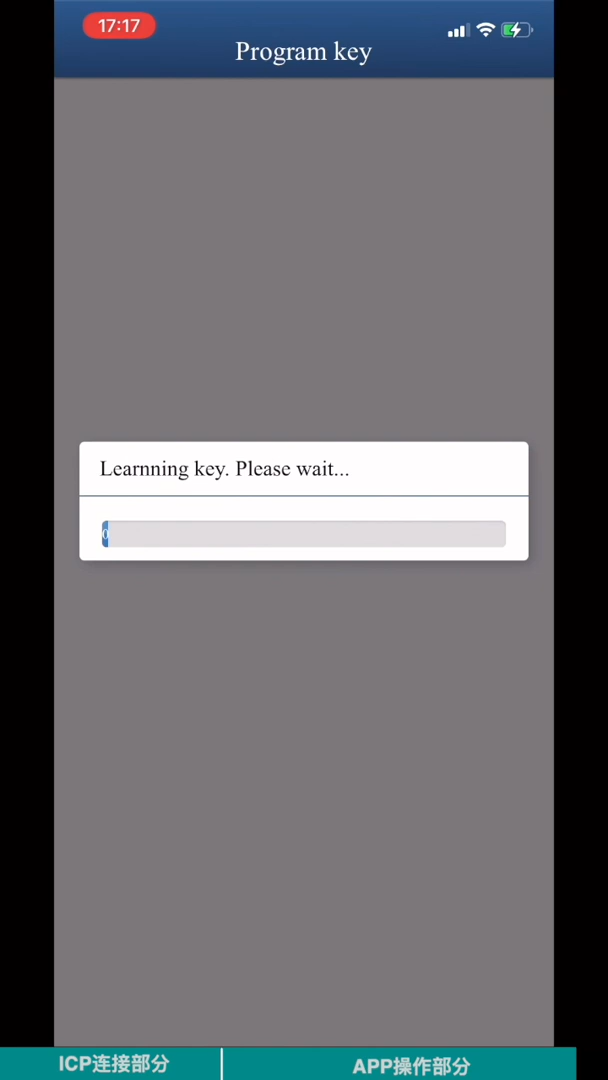 17:17
Program key
Learnning key. Please wait...
0
ICP连接部分
APP操作部分